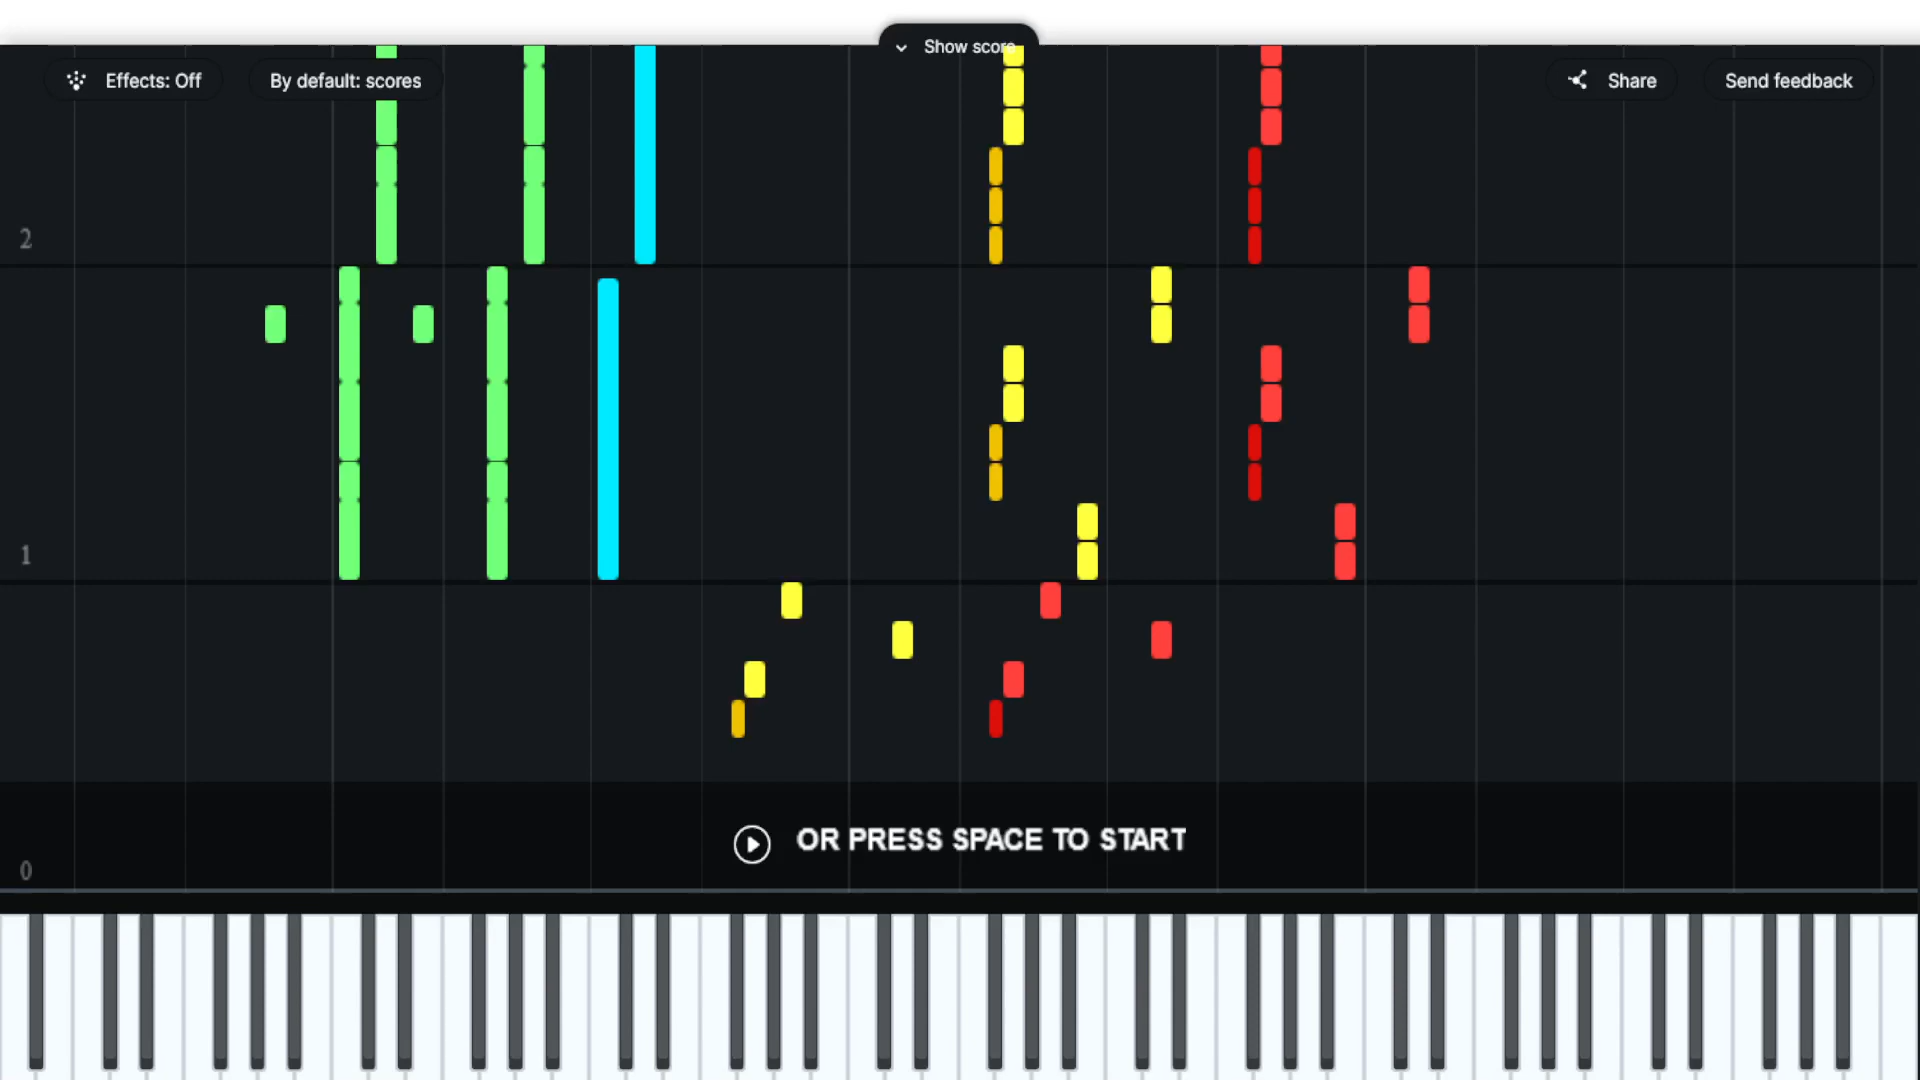 Show score
Effects: Off
By default: scores
Share
Send feedback
2
1
OR PRESS SPACE TO START
0